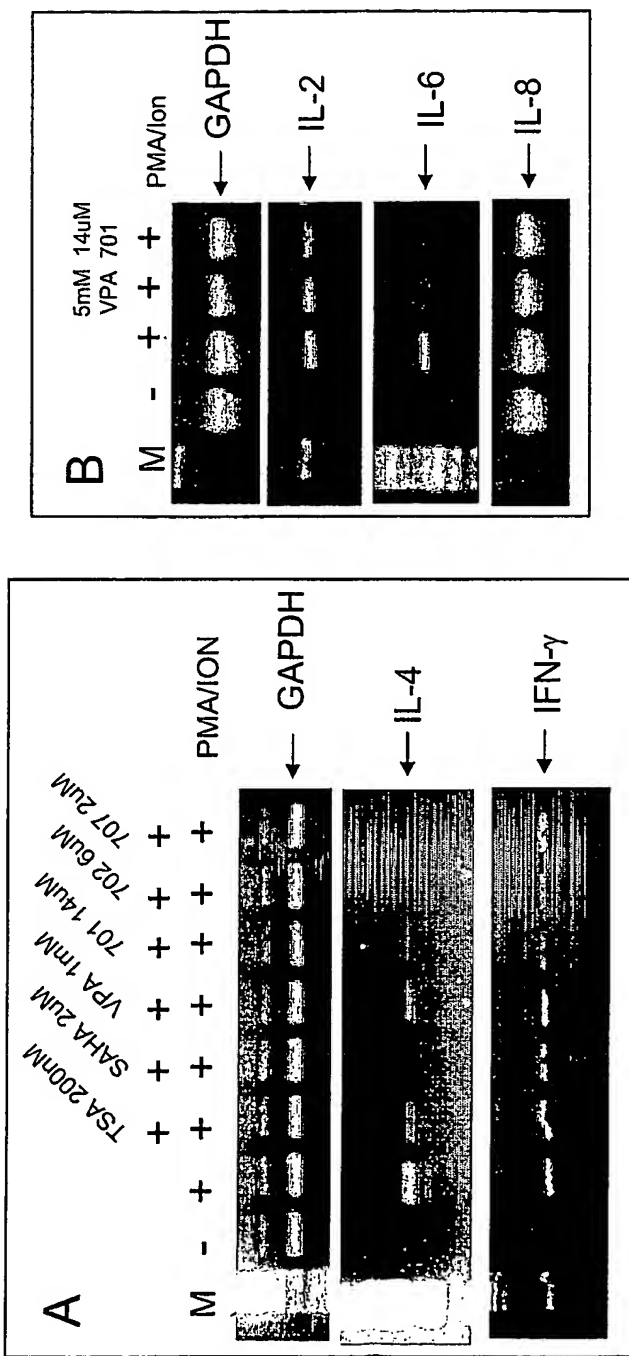 A
TSA 200nM
SAHA 2uM
VPA 1mM
701 14uM
702 6uM
707 2uM
+ + + + + +
M - + + + + + + + PMA/ION
GAPDH
IL-4
IFN-γ
B
5mM 14uM
VPA 701
M - + + + PMA/Ion
GAPDH
IL-2
IL-6
IL-8